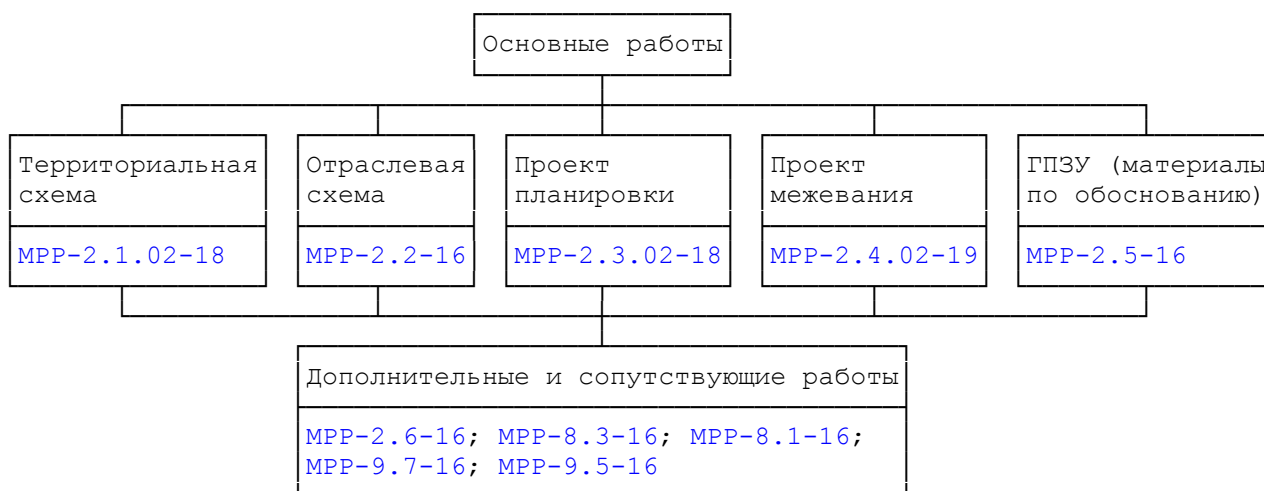 Основные работы
Территориальная
схема
МРР-2.1.02-18
Отраслевая
схема
МРР-2.2-16
Проект
планировки
МРР-2.3.02-18
Проект
межевания
МРР-2.4.02-19
ГПЗУ (материалы
по обоснованию)
МРР-2.5-16
Дополнительные и сопутствующие работы
МРР-2.6-16; МРР-8.3-16; МРР-8.1-16;
МРР-9.7-16; МРР-9.5-16